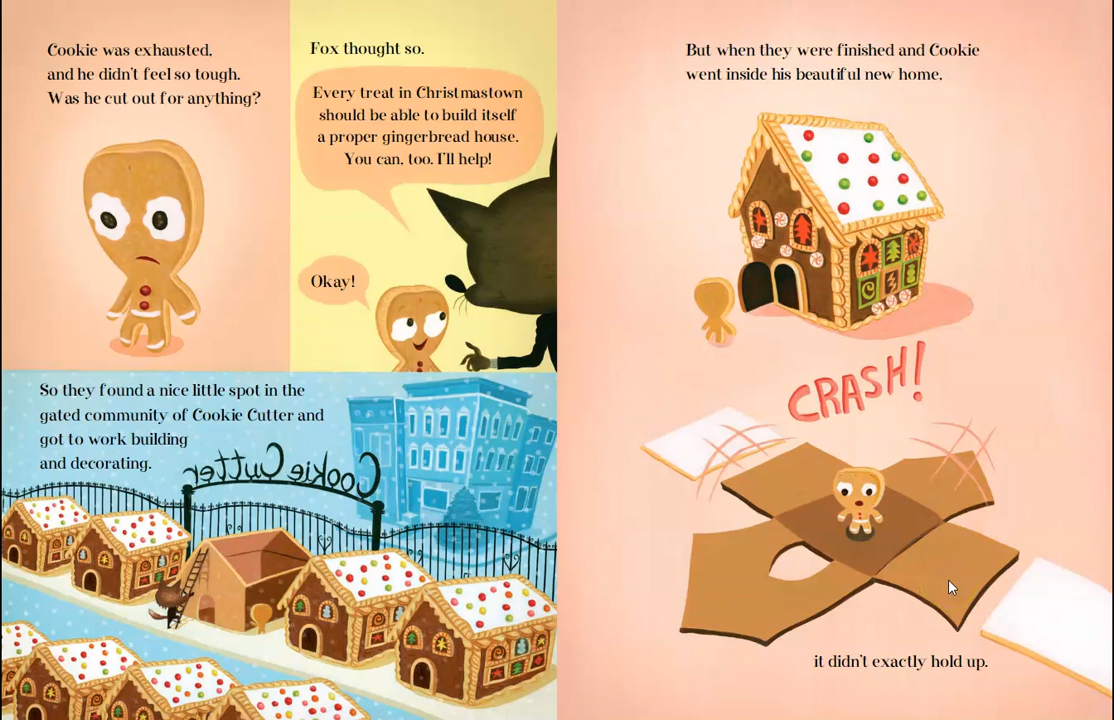 Cookie was exhausted,
and he didn't feel so tough.
Was he cut out for anything?
Fox thought so.
Every treat in Christmastown
should be able to build itself
a proper gingerbread house.
You can, too. I'll help!
Okay!
So they found a nice little spot in the
gated community of Cookie Cutter and
got to work building
and decorating.
Cookie Cutter
But when they were finished and Cookie
went inside his beautiful new home,
CRASH!
it didn't exactly hold up.